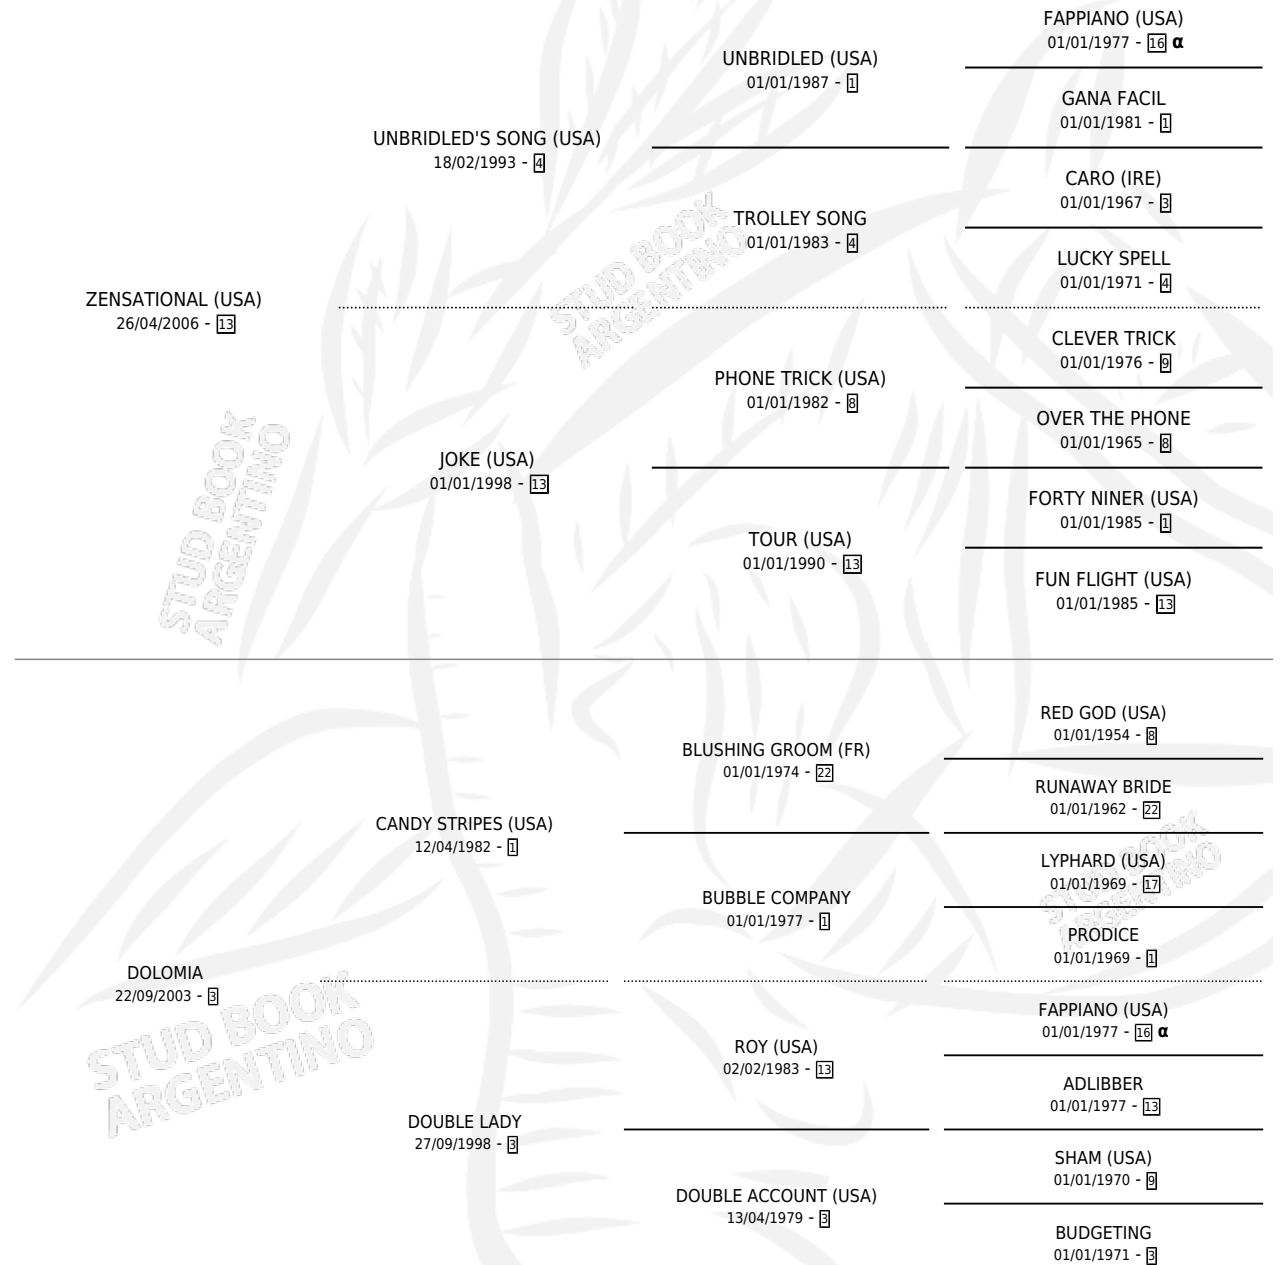 FAPPIANO (USA)
01/01/1977 - 16 α
UNBRIDLED (USA)
01/01/1987 - 1
GANA FACIL
01/01/1981 - 1
UNBRIDLED'S SONG (USA)
18/02/1993 - 4
CARO (IRE)
01/01/1967 - 3
TROLLEY SONG
01/01/1983 - 4
LUCKY SPELL
01/01/1971 - 4
ZENSATIONAL (USA)
26/04/2006 - 13
CLEVER TRICK
01/01/1976 - 9
PHONE TRICK (USA)
01/01/1982 - 8
OVER THE PHONE
01/01/1965 - 8
JOKE (USA)
01/01/1998 - 13
FORTY NINER (USA)
01/01/1985 - 1
TOUR (USA)
01/01/1990 - 13
FUN FLIGHT (USA)
01/01/1985 - 13
RED GOD (USA)
01/01/1954 - 8
BLUSHING GROOM (FR)
01/01/1974 - 22
RUNAWAY BRIDE
01/01/1962 - 22
CANDY STRIPES (USA)
12/04/1982 - 1
LYPHARD (USA)
01/01/1969 - 17
BUBBLE COMPANY
01/01/1977 - 1
PRODICE
01/01/1969 - 1
DOLOMIA
22/09/2003 - 3
FAPPIANO (USA)
01/01/1977 - 16 α
ROY (USA)
02/02/1983 - 13
ADLIBBER
01/01/1977 - 13
DOUBLE LADY
27/09/1998 - 3
SHAM (USA)
01/01/1970 - 9
DOUBLE ACCOUNT (USA)
13/04/1979 - 3
BUDGETING
01/01/1971 - 3
STUD BOOK
ARGENTINO
STUD BOOK
ARGENTINO
STUD BOOK
ARGENTINO
STUD BOOK
ARGENTINO